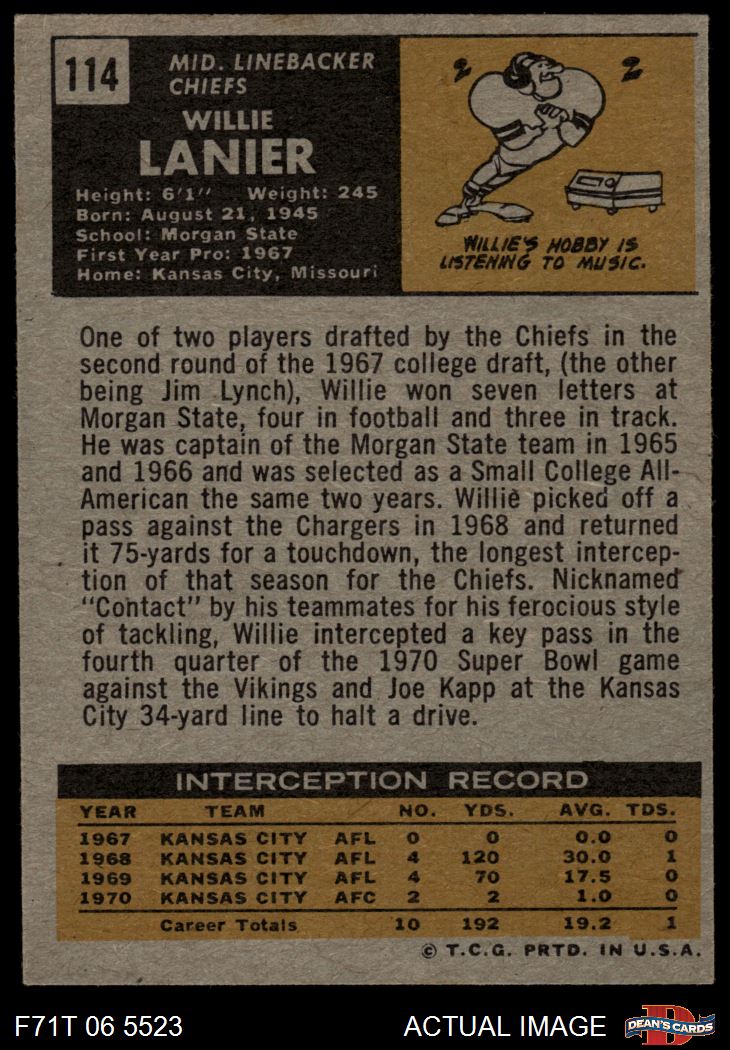 114
MID. LINEBACKER
CHIEFS
WILLIE
LANIER
Height: 6'1" Weight: 245
Born: August 21, 1945
School: Morgan State
First Year Pro: 1967
Home: Kansas City, Missouri
2 2
WILLIE'S HOBBY IS
LISTENING TO MUSIC.
One of two players drafted by the Chiefs in the
second round of the 1967 college draft, (the other
being Jim Lynch), Willie won seven letters at
Morgan State, four in football and three in track.
He was captain of the Morgan State team in 1965
and 1966 and was selected as a Small College All-
American the same two years. Willie picked off a
pass against the Chargers in 1968 and returned
it 75-yards for a touchdown, the longest intercep-
tion of that season for the Chiefs. Nicknamed
"Contact" by his teammates for his ferocious style
of tackling, Willie intercepted a key pass in the
fourth quarter of the 1970 Super Bowl game
against the Vikings and Joe Kapp at the Kansas
City 34-yard line to halt a drive.
INTERCEPTION RECORD
YEAR TEAM NO. YDS. AVG. TDS.
1967 KANSAS CITY AFL 0 0 0.0 0
1968 KANSAS CITY AFL 4 120 30.0 1
1969 KANSAS CITY AFL 4 70 17.5 0
1970 KANSAS CITY AFC 2 2 1.0 0
Career Totals 10 192 19.2 1
© T.C.G. PRTD. IN U.S.A.
F71T 06 5523 ACTUAL IMAGE D DEAN'S CARDS